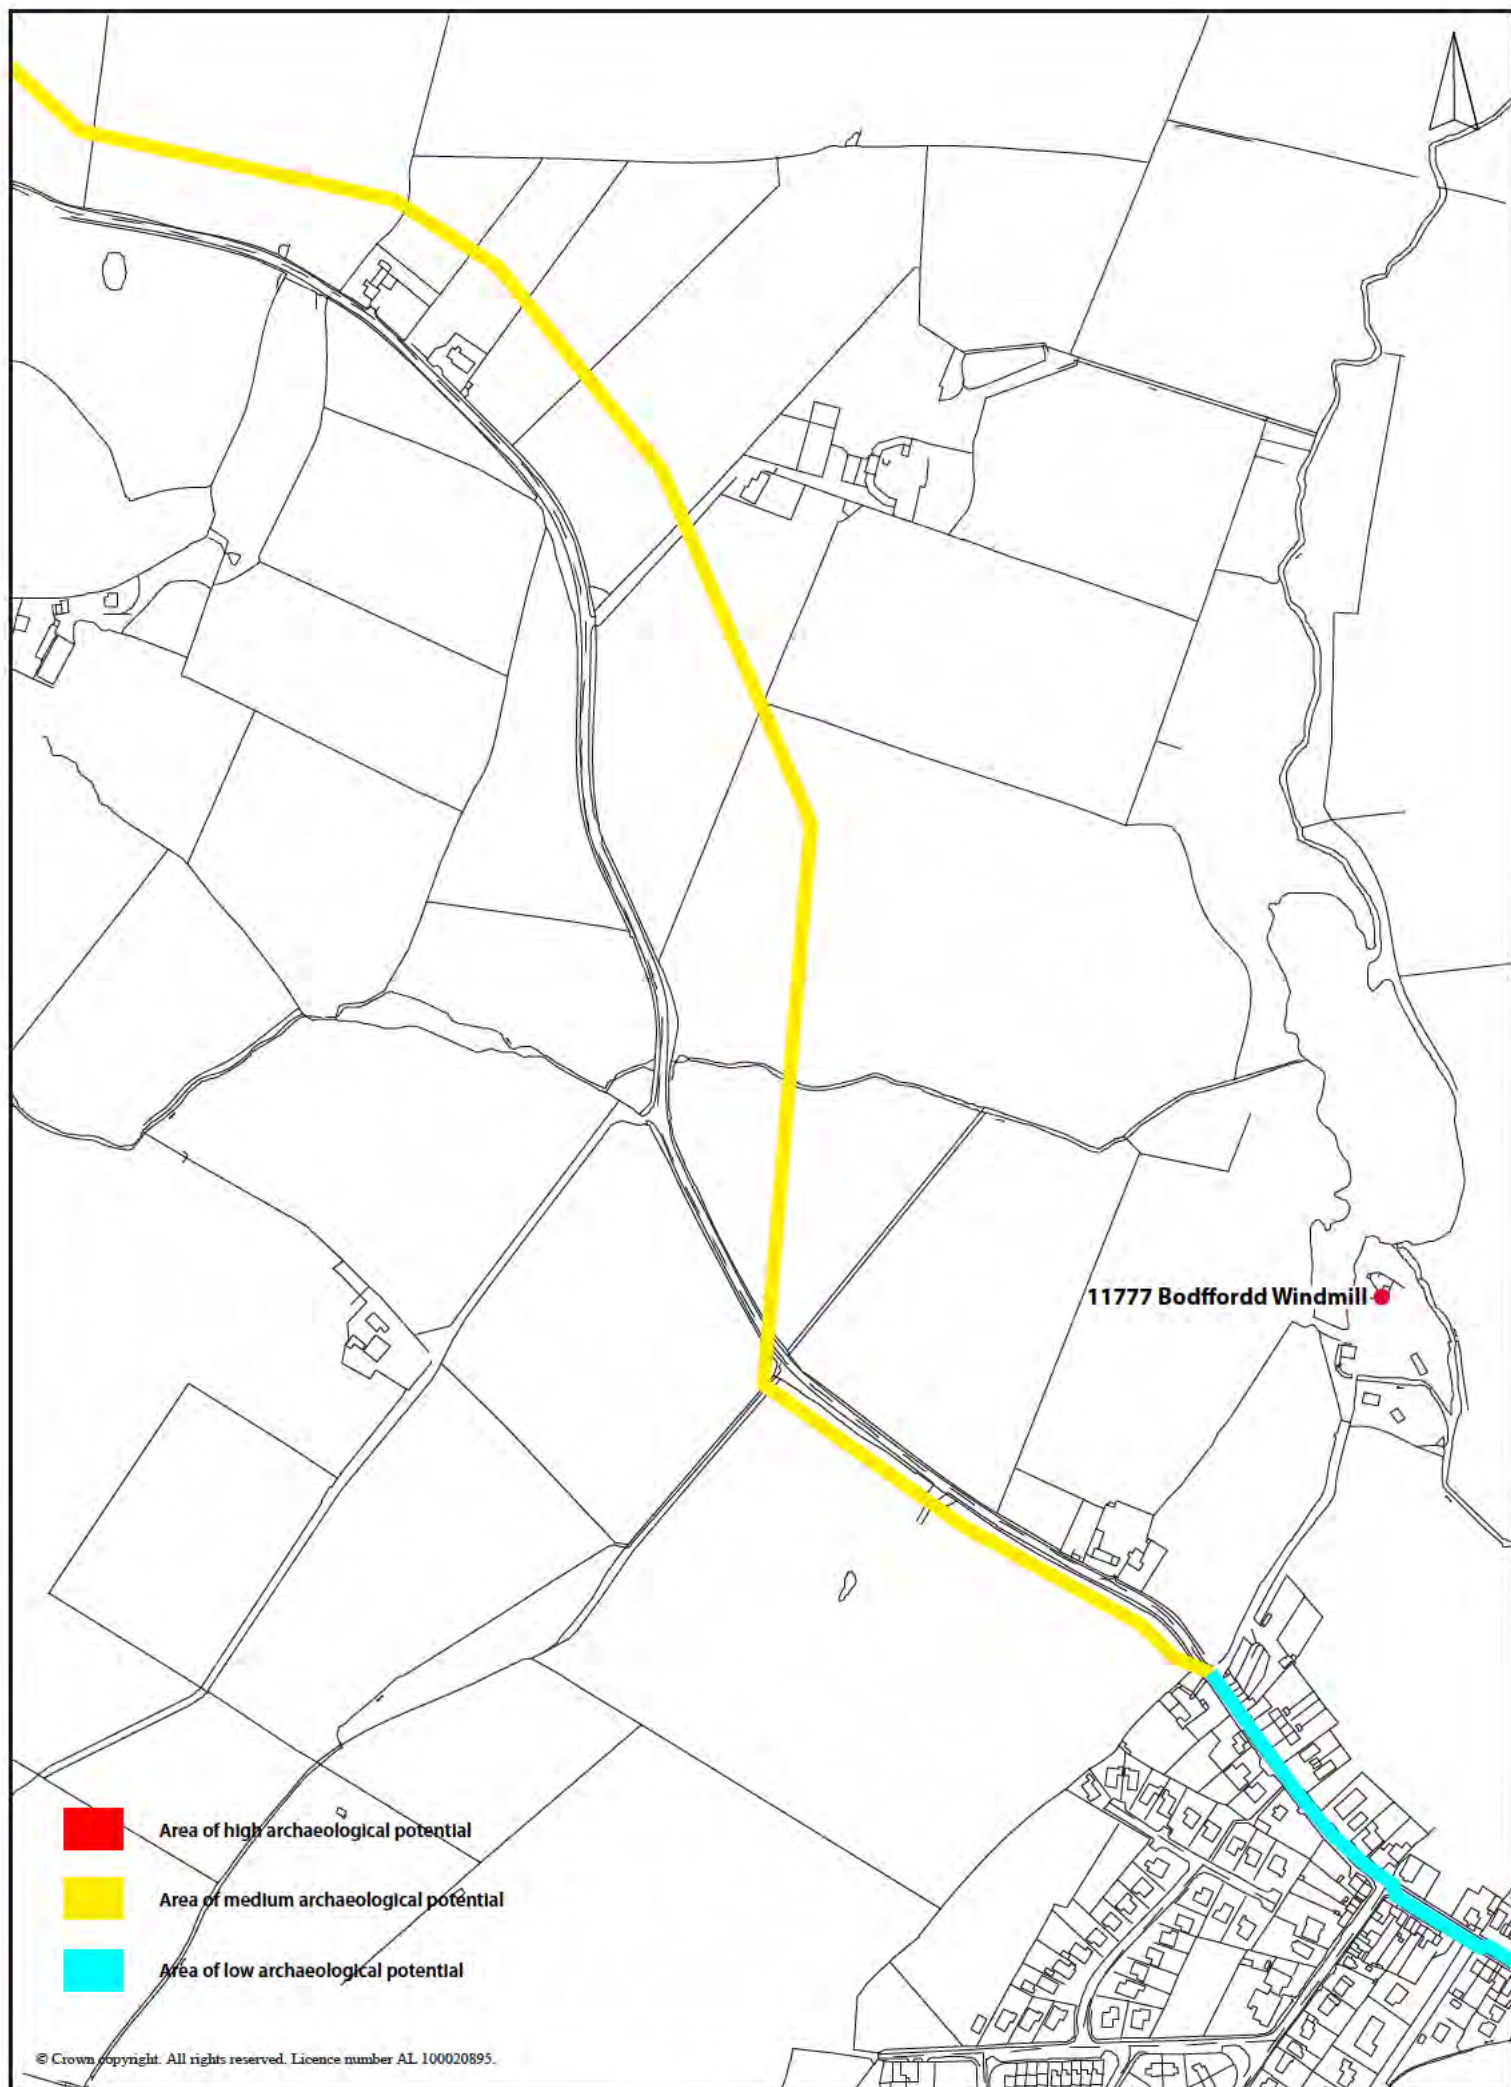 11777 Bodffordd Windmill
Area of high archaeological potential
Area of medium archaeological potential
Area of low archaeological potential
© Crown copyright. All rights reserved. Licence number AL 100020895.